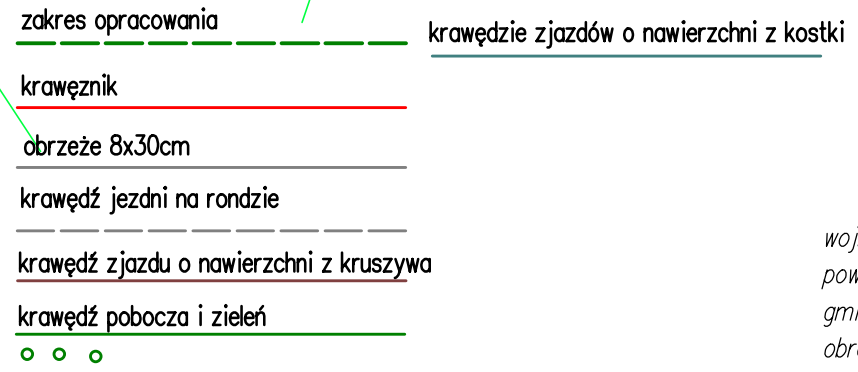 zakres opracowania
krawęznik
obrzeże 8x30cm
krawędź jezdni na rondzie
krawędź zjazdu o nawierzchni z kruszywa
krawędź pobocza i zieleń
krawędzie zjazdów o nawierzchni z kostki